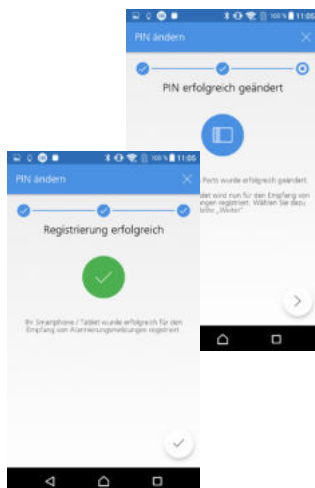 100 % 11:05
PIN ändern
PIN erfolgreich geändert
Ports wurde erfolgreich geändert.
wird nun für den Empfang von
registriert. Wählen Sie dazu
„Weiter"
100 % 11:05
PIN ändern
Registrierung erfolgreich
Ihr Smartphone / Tablet wurde erfolgreich für den
Empfang von Alarmierungsmeldungen registriert.